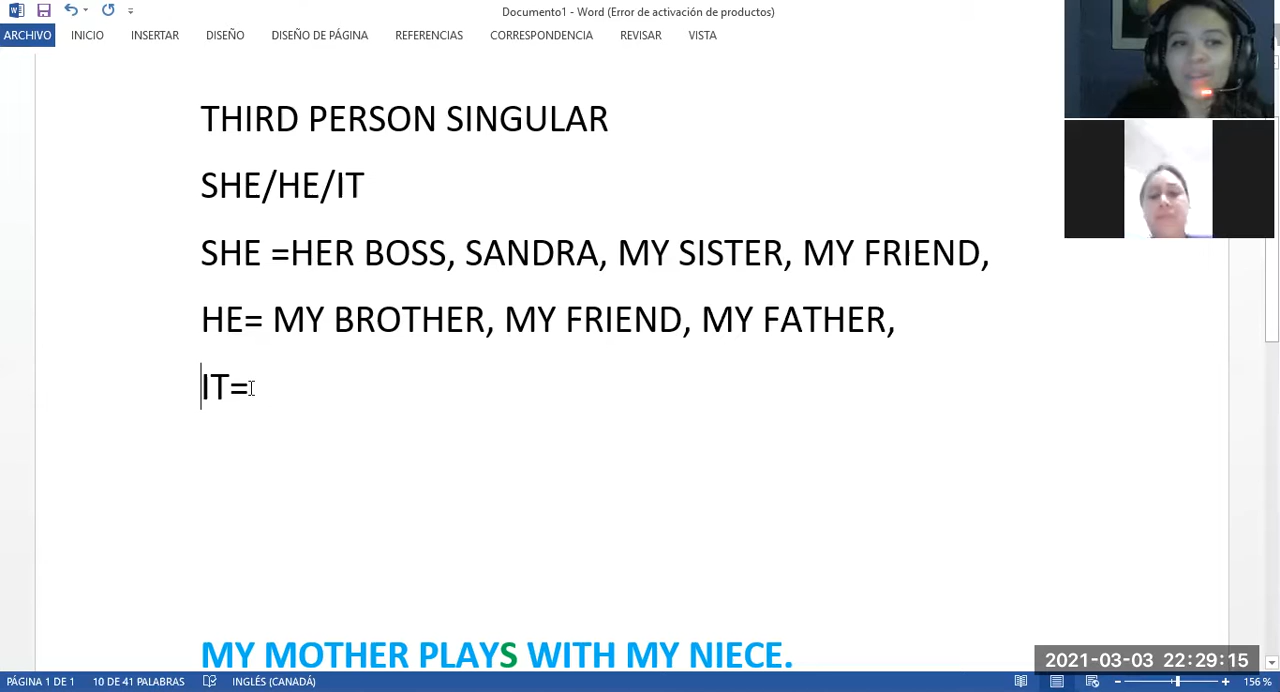 Documento1 - Word (Error de activación de productos)
ARCHIVO INICIO INSERTAR DISEÑO DISEÑO DE PÁGINA REFERENCIAS CORRESPONDENCIA REVISAR VISTA
THIRD PERSON SINGULAR
SHE/HE/IT
SHE =HER BOSS, SANDRA, MY SISTER, MY FRIEND,
HE= MY BROTHER, MY FRIEND, MY FATHER,
IT=
MY MOTHER PLAYS WITH MY NIECE.
2021-03-03 22:29:15
PÁGINA 1 DE 1 10 DE 41 PALABRAS INGLÉS (CANADÁ) 156 %